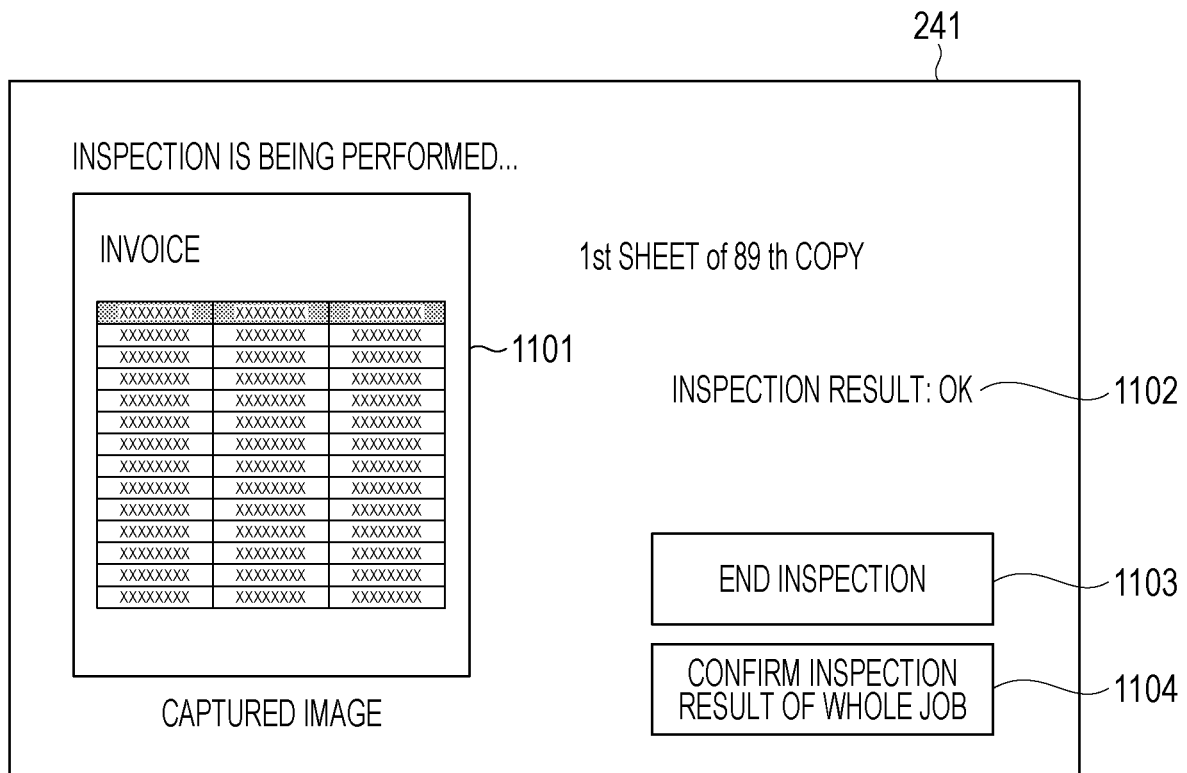 241
INSPECTION IS BEING PERFORMED...
INVOICE
1st SHEET of 89 th COPY
XXXXXXXX XXXXXXXX XXXXXXXX
XXXXXXXX XXXXXXXX XXXXXXXX
XXXXXXXX XXXXXXXX XXXXXXXX
XXXXXXXX XXXXXXXX XXXXXXXX
XXXXXXXX XXXXXXXX XXXXXXXX
XXXXXXXX XXXXXXXX XXXXXXXX
XXXXXXXX XXXXXXXX XXXXXXXX
XXXXXXXX XXXXXXXX XXXXXXXX
XXXXXXXX XXXXXXXX XXXXXXXX
XXXXXXXX XXXXXXXX XXXXXXXX
XXXXXXXX XXXXXXXX XXXXXXXX
XXXXXXXX XXXXXXXX XXXXXXXX
XXXXXXXX XXXXXXXX XXXXXXXX
XXXXXXXX XXXXXXXX XXXXXXXX
1101
INSPECTION RESULT: OK
1102
END INSPECTION
1103
CONFIRM INSPECTION
RESULT OF WHOLE JOB
1104
CAPTURED IMAGE